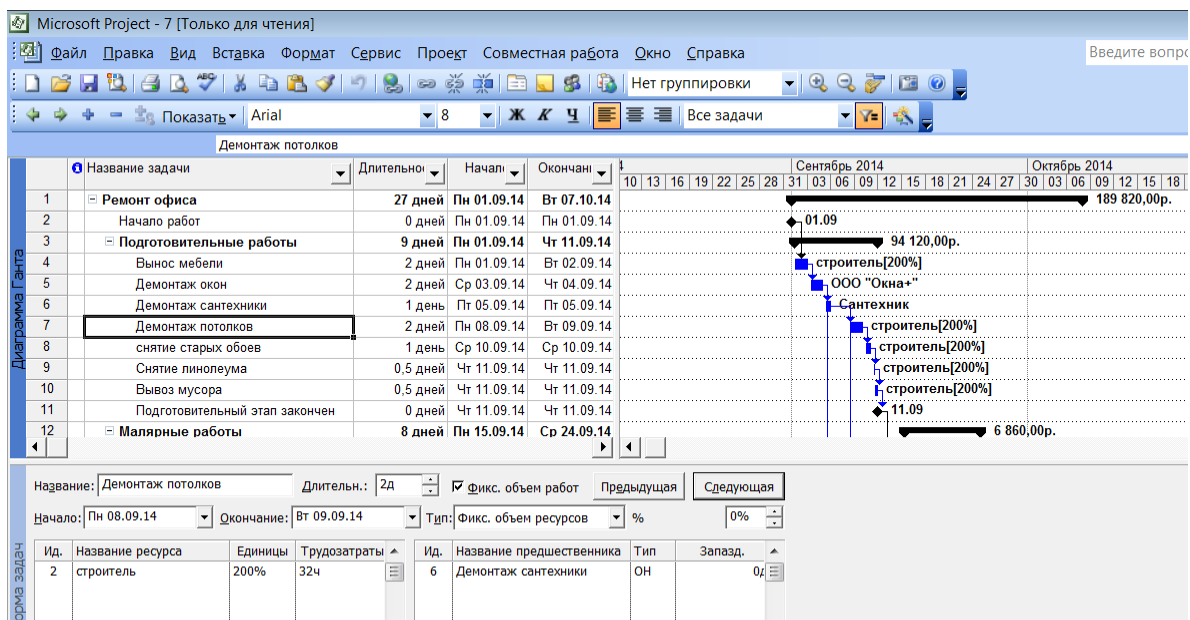 Microsoft Project - 7 [Только для чтения]
Файл Правка Вид Вставка Формат Сервис Проект Совместная работа Окно Справка Введите вопро
Нет группировки
Показать Arial 8 Ж К Ч Все задачи
Демонтаж потолков
Название задачи Длительнос Начал Окончани Сентябрь 2014 Октябрь 2014
10 13 16 19 22 25 28 31 03 06 09 12 15 18 21 24 27 30 03 06 09 12 15 18
1 Ремонт офиса 27 дней Пн 01.09.14 Вт 07.10.14 189 820,00р.
2 Начало работ 0 дней Пн 01.09.14 Пн 01.09.14 01.09
3 Подготовительные работы 9 дней Пн 01.09.14 Чт 11.09.14 94 120,00р.
4 Вынос мебели 2 дней Пн 01.09.14 Вт 02.09.14 строитель[200%]
5 Демонтаж окон 2 дней Ср 03.09.14 Чт 04.09.14 ООО "Окна+"
6 Демонтаж сантехники 1 день Пт 05.09.14 Пт 05.09.14 Сантехник
7 Демонтаж потолков 2 дней Пн 08.09.14 Вт 09.09.14 строитель[200%]
8 снятие старых обоев 1 день Ср 10.09.14 Ср 10.09.14 строитель[200%]
9 Снятие линолеума 0,5 дней Чт 11.09.14 Чт 11.09.14 строитель[200%]
10 Вывоз мусора 0,5 дней Чт 11.09.14 Чт 11.09.14 строитель[200%]
11 Подготовительный этап закончен 0 дней Чт 11.09.14 Чт 11.09.14 11.09
12 Малярные работы 8 дней Пн 15.09.14 Ср 24.09.14 6 860,00р.
Диаграмма Ганта
Название: Демонтаж потолков Длительн.: 2д Фикс. объем работ Предыдущая Следующая
Начало: Пн 08.09.14 Окончание: Вт 09.09.14 Тип: Фикс. объем ресурсов % 0%
Ид. Название ресурса Единицы Трудозатраты Ид. Название предшественника Тип Запазд.
2 строитель 200% 32ч 6 Демонтаж сантехники ОН 0д
орма задач